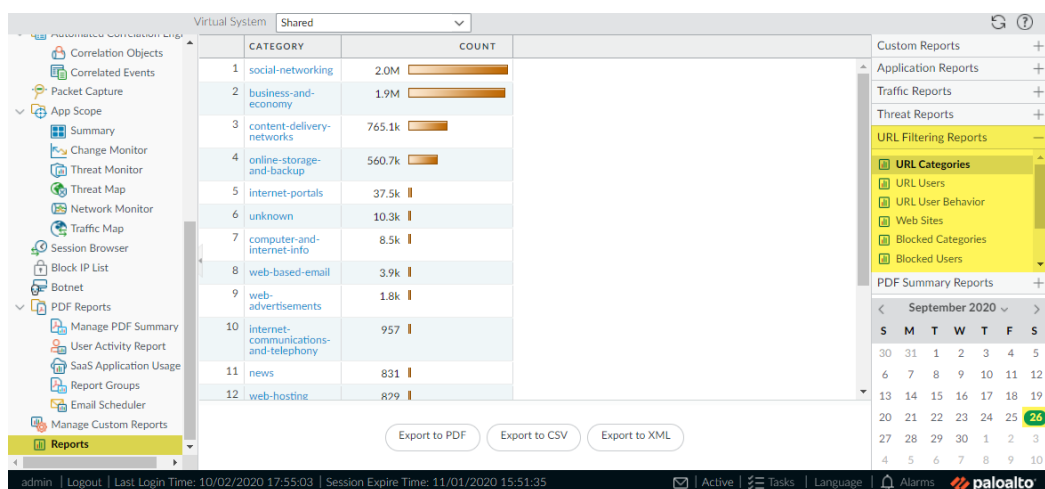 Virtual System Shared
Automated Correlation Engi
Correlation Objects
Correlated Events
Packet Capture
App Scope
Summary
Change Monitor
Threat Monitor
Threat Map
Network Monitor
Traffic Map
Session Browser
Block IP List
Botnet
PDF Reports
Manage PDF Summary
User Activity Report
SaaS Application Usage
Report Groups
Email Scheduler
Manage Custom Reports
Reports
CATEGORY COUNT
1 social-networking 2.0M
2 business-and-
economy 1.9M
3 content-delivery-
networks 765.1k
4 online-storage-
and-backup 560.7k
5 internet-portals 37.5k
6 unknown 10.3k
7 computer-and-
internet-info 8.5k
8 web-based-email 3.9k
9 web-
advertisements 1.8k
10 internet-
communications-
and-telephony 957
11 news 831
12 web-hosting 829
Export to PDF Export to CSV Export to XML
Custom Reports
Application Reports
Traffic Reports
Threat Reports
URL Filtering Reports
URL Categories
URL Users
URL User Behavior
Web Sites
Blocked Categories
Blocked Users
PDF Summary Reports
September 2020
S M T W T F S
30 31 1 2 3 4 5
6 7 8 9 10 11 12
13 14 15 16 17 18 19
20 21 22 23 24 25 26
27 28 29 30 1 2 3
4 5 6 7 8 9 10
admin | Logout | Last Login Time: 10/02/2020 17:55:03 | Session Expire Time: 11/01/2020 15:51:35 | Active | Tasks | Language | Alarms paloalto